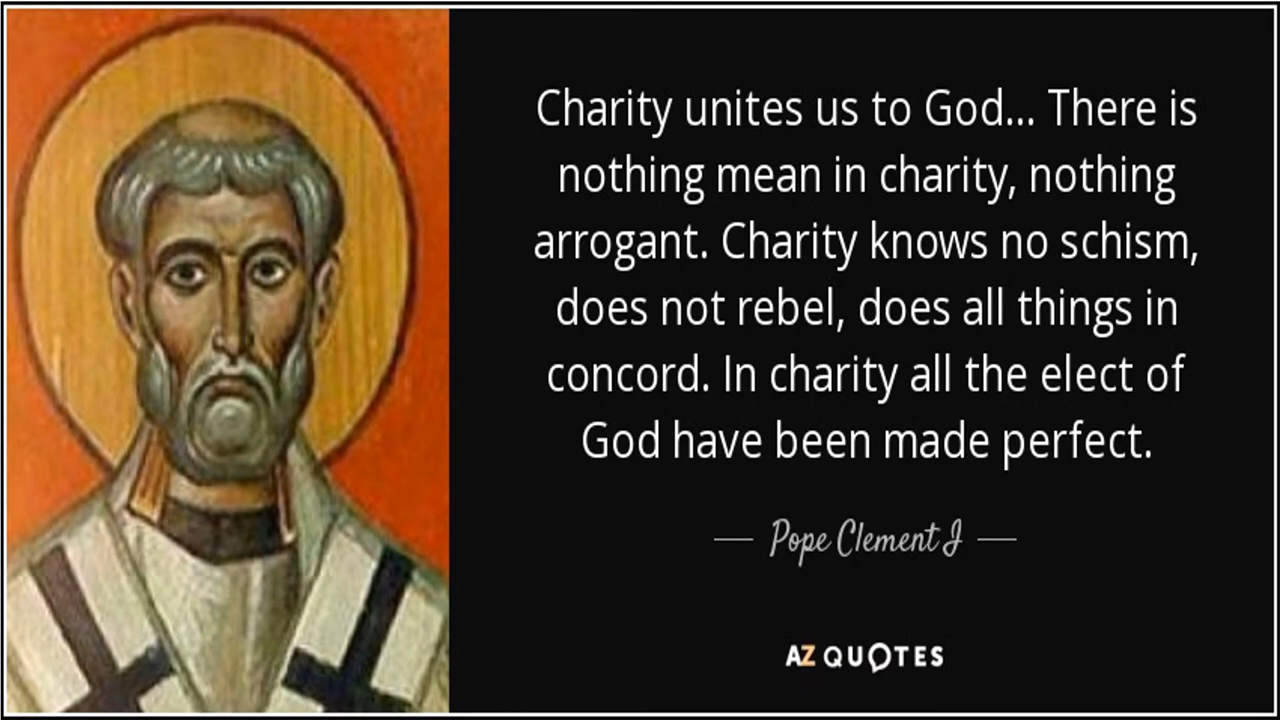 Charity unites us to God... There is
nothing mean in charity, nothing
arrogant. Charity knows no schism,
does not rebel, does all things in
concord. In charity all the elect of
God have been made perfect.
Pope Clement I
AZ QUOTES